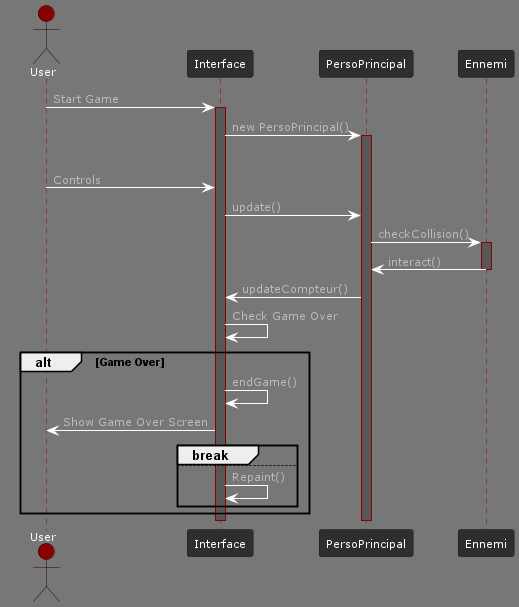 User
Interface
PersoPrincipal
Ennemi
Start Game
new PersoPrincipal()
Controls
update()
checkCollision()
interact()
updateCompteur()
Check Game Over
alt
[Game Over]
endGame()
Show Game Over Screen
break
Repaint()
User
Interface
PersoPrincipal
Ennemi